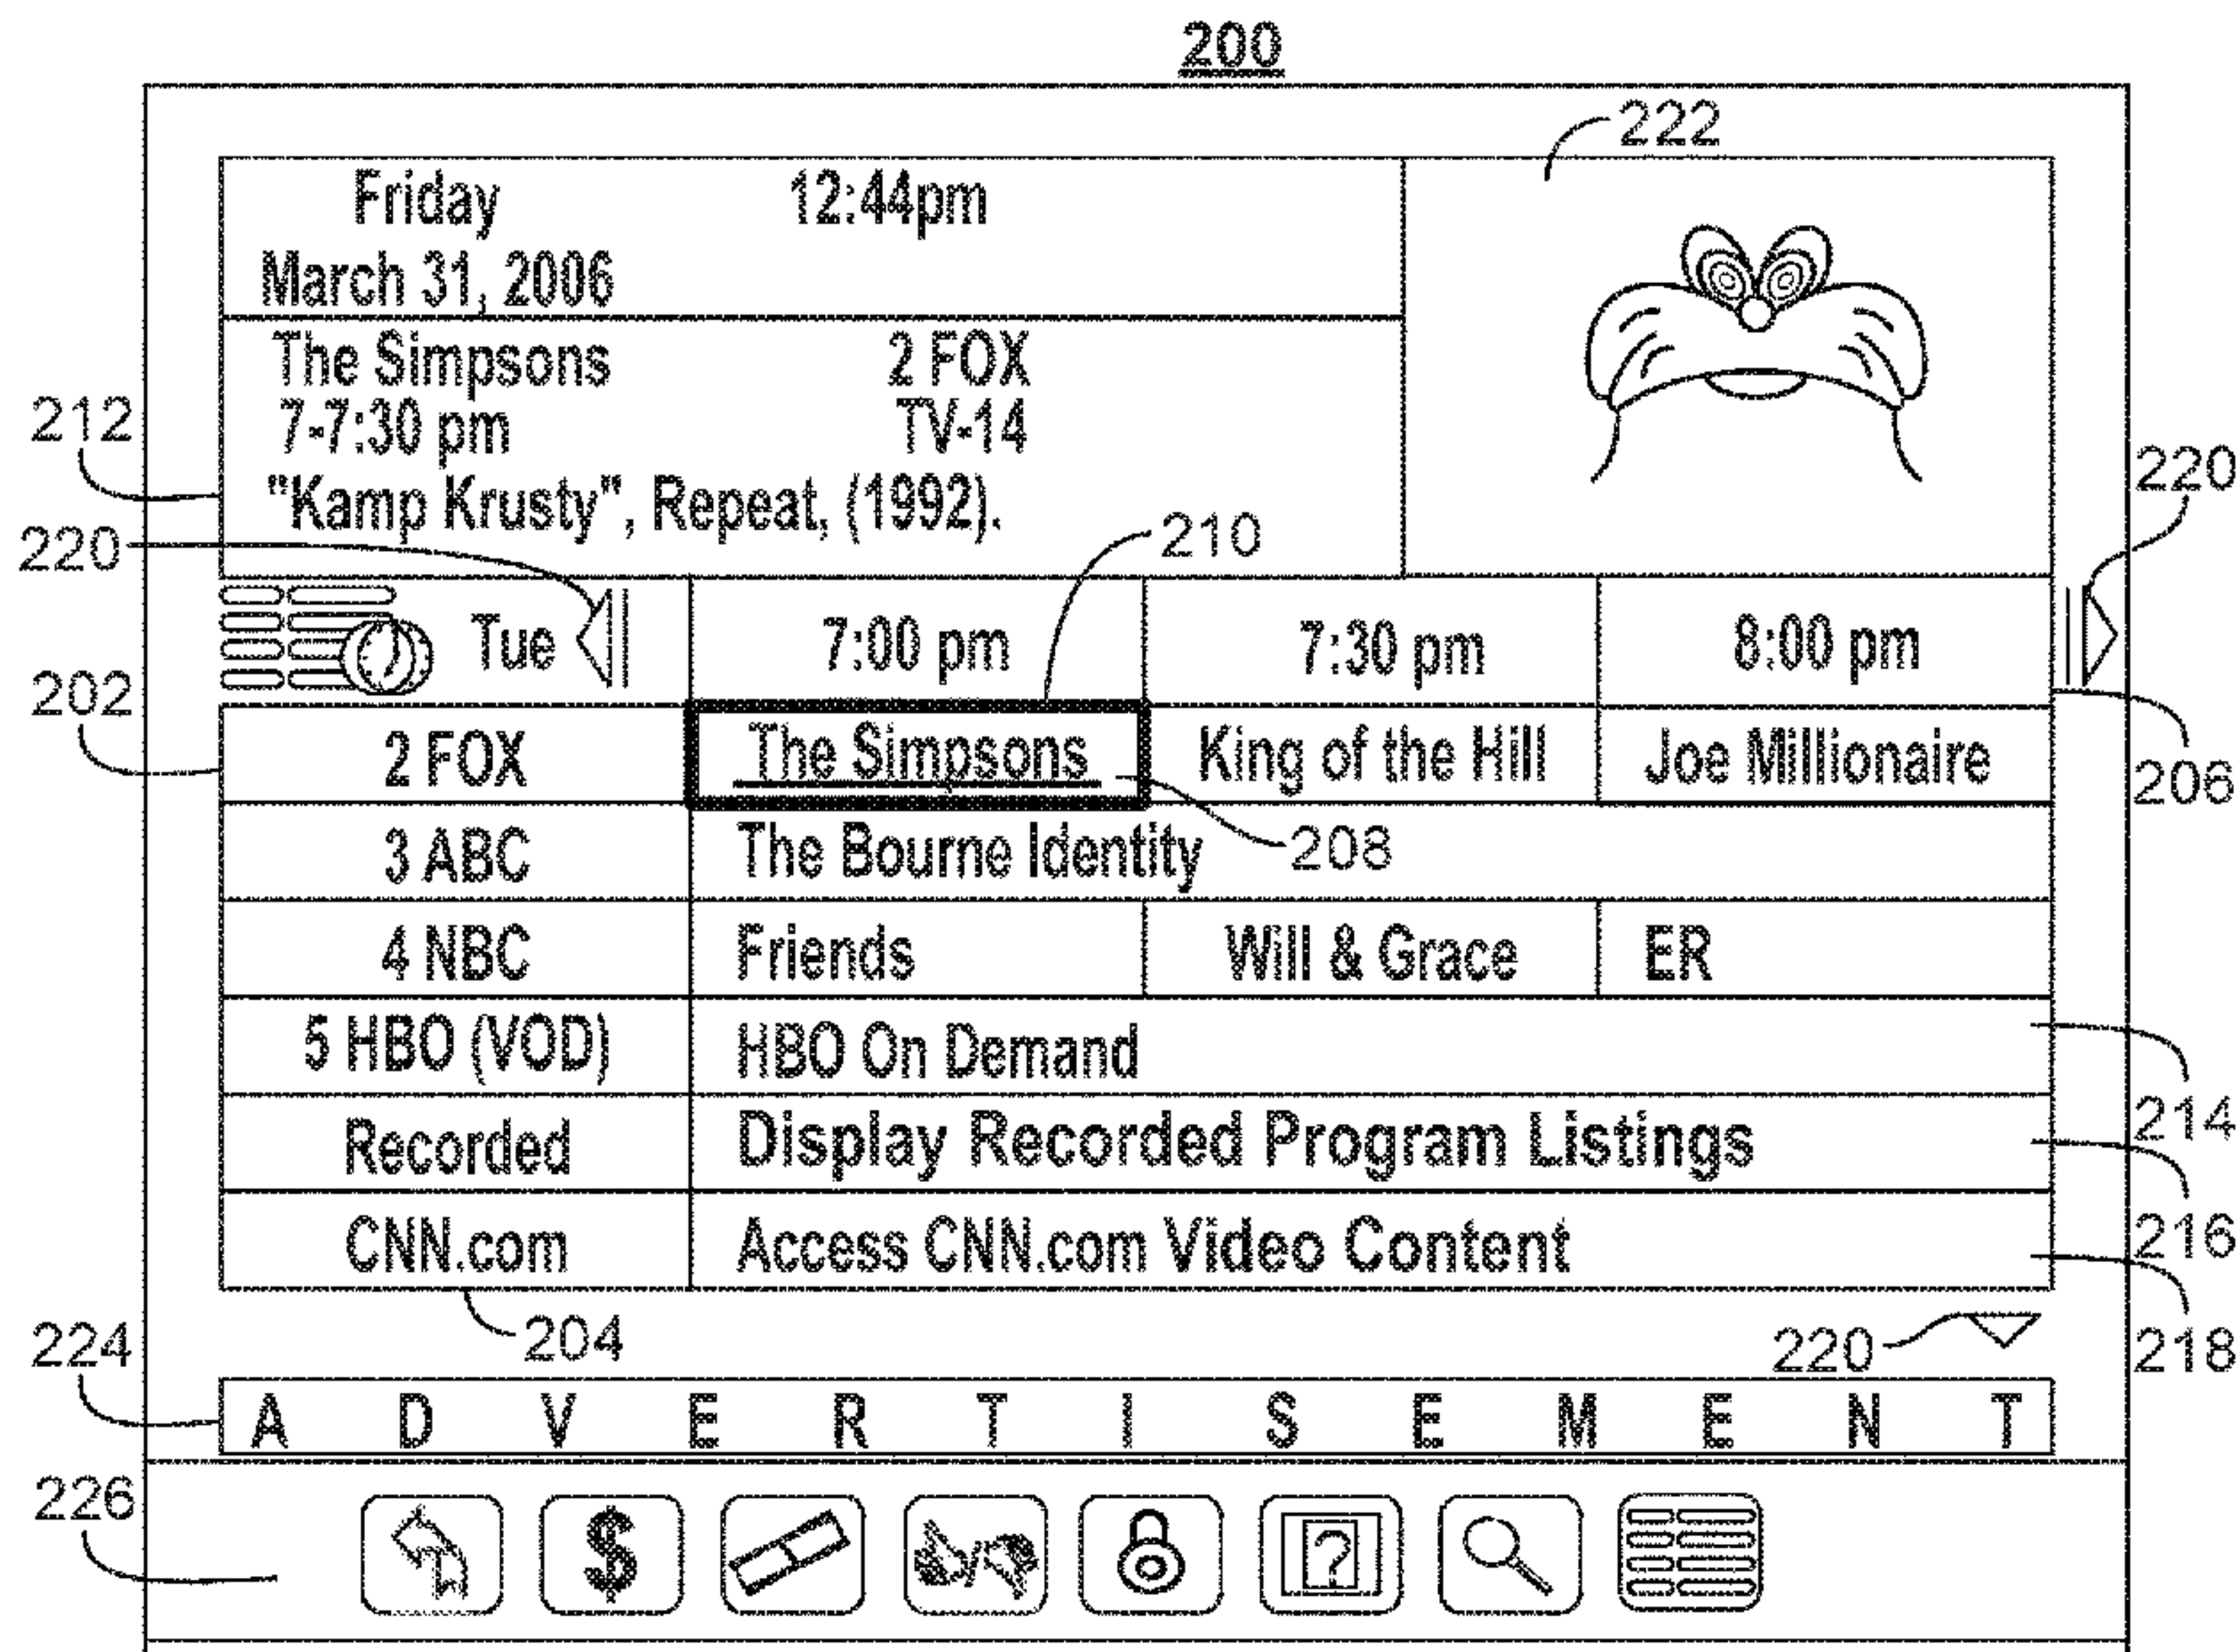 200
222
Friday 12:44pm
March 31, 2006
The Simpsons 2 FOX
212
7-7:30 pm TV-14
220
"Kamp Krusty", Repeat, (1992).
210
220
Tue 7:00 pm 7:30 pm 8:00 pm
202
2 FOX The Simpsons King of the Hill Joe Millionaire
206
3 ABC The Bourne Identity 208
4 NBC Friends Will & Grace ER
5 HBO (VOD) HBO On Demand
214
Recorded Display Recorded Program Listings
216
CNN.com Access CNN.com Video Content
204
220
218
224
A D V E R T I S E M E N T
226
$ ?